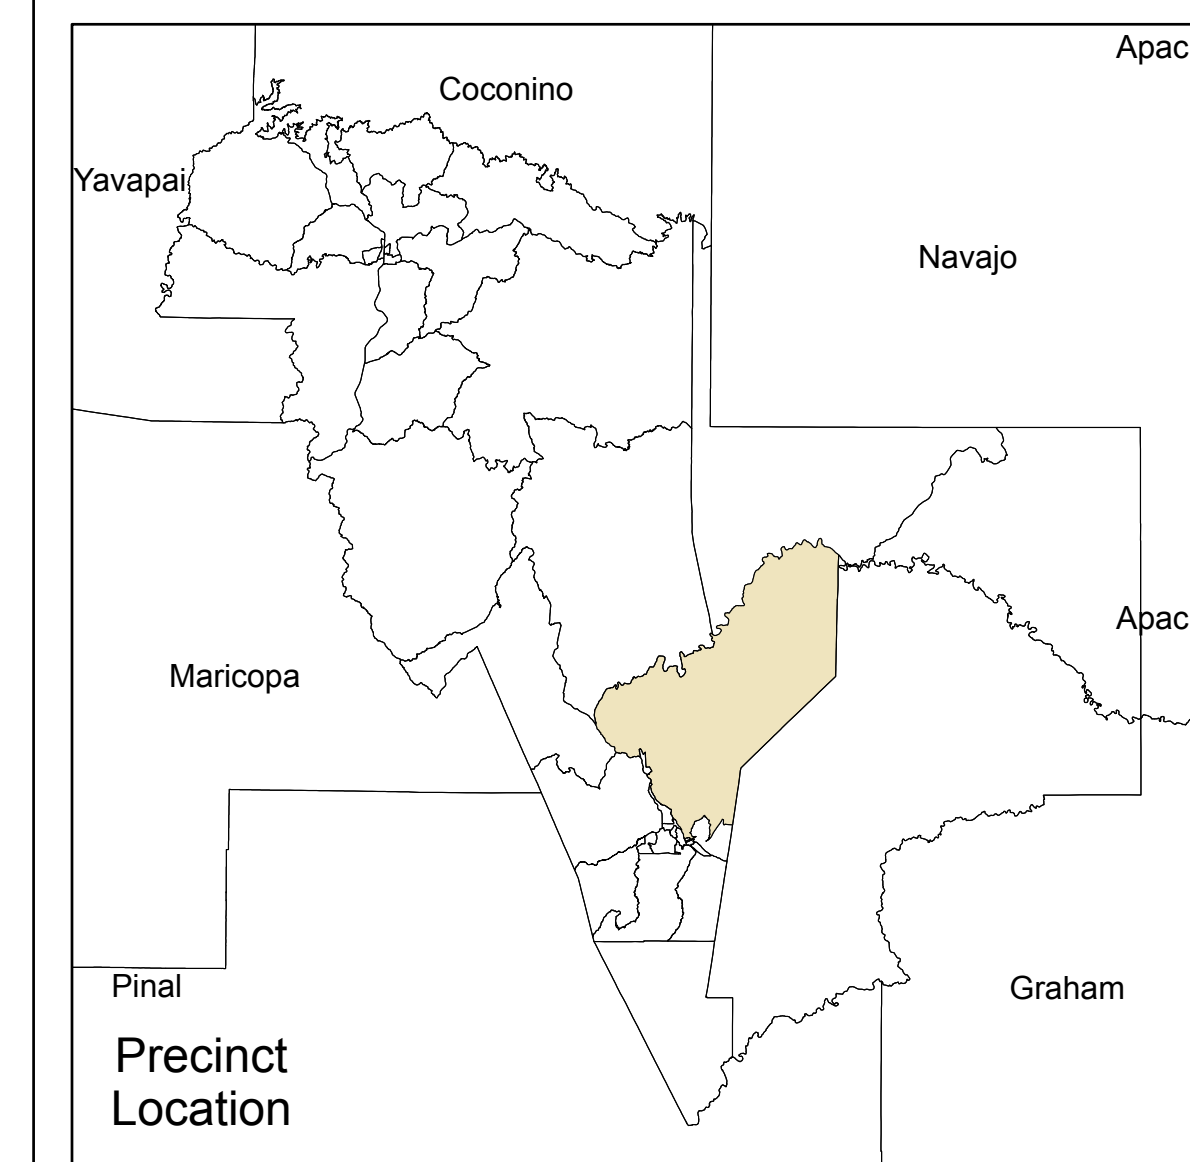 Apac
Coconino
Yavapai
Navajo
Apac
Maricopa
Pinal
Graham
Precinct
Location